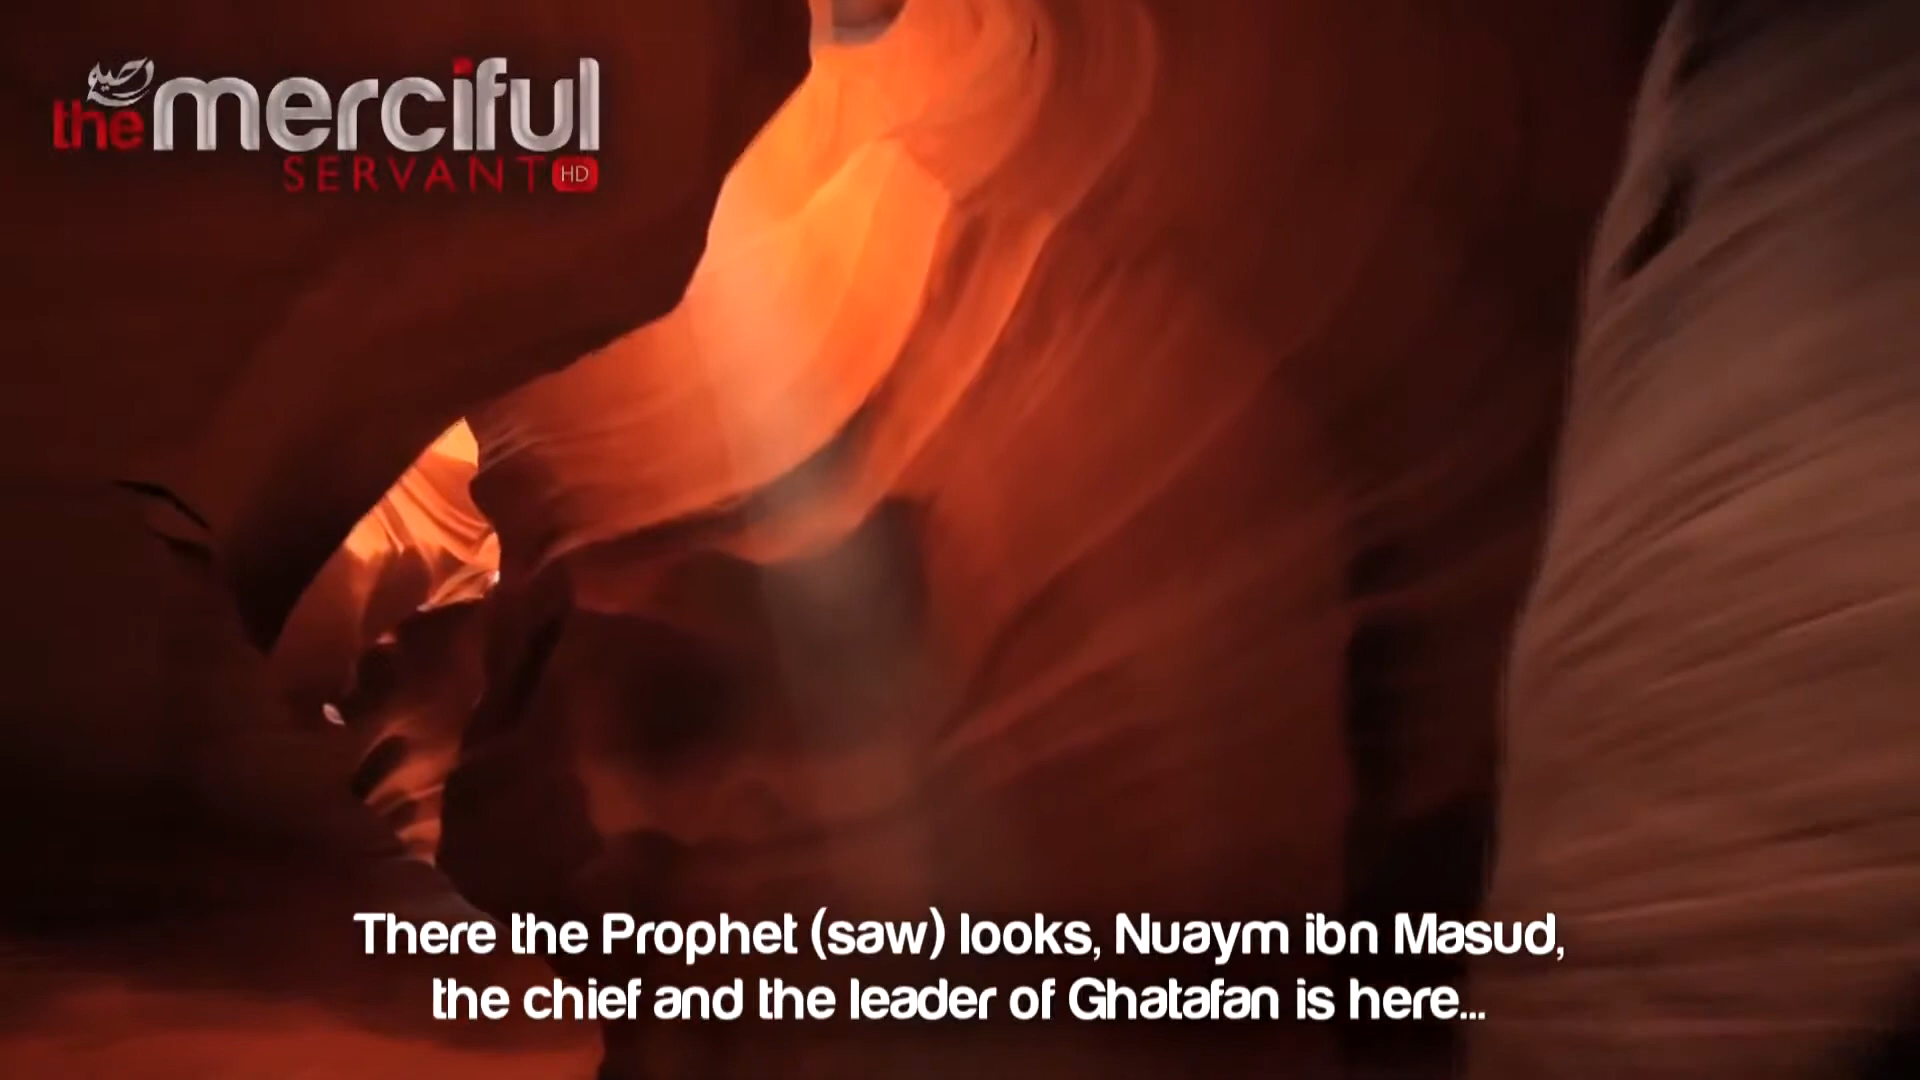 رحيم
the merciful
SERVANT HD
There the Prophet (saw) looks, Nuaym ibn Masud,
the chief and the leader of Ghatafan is here...